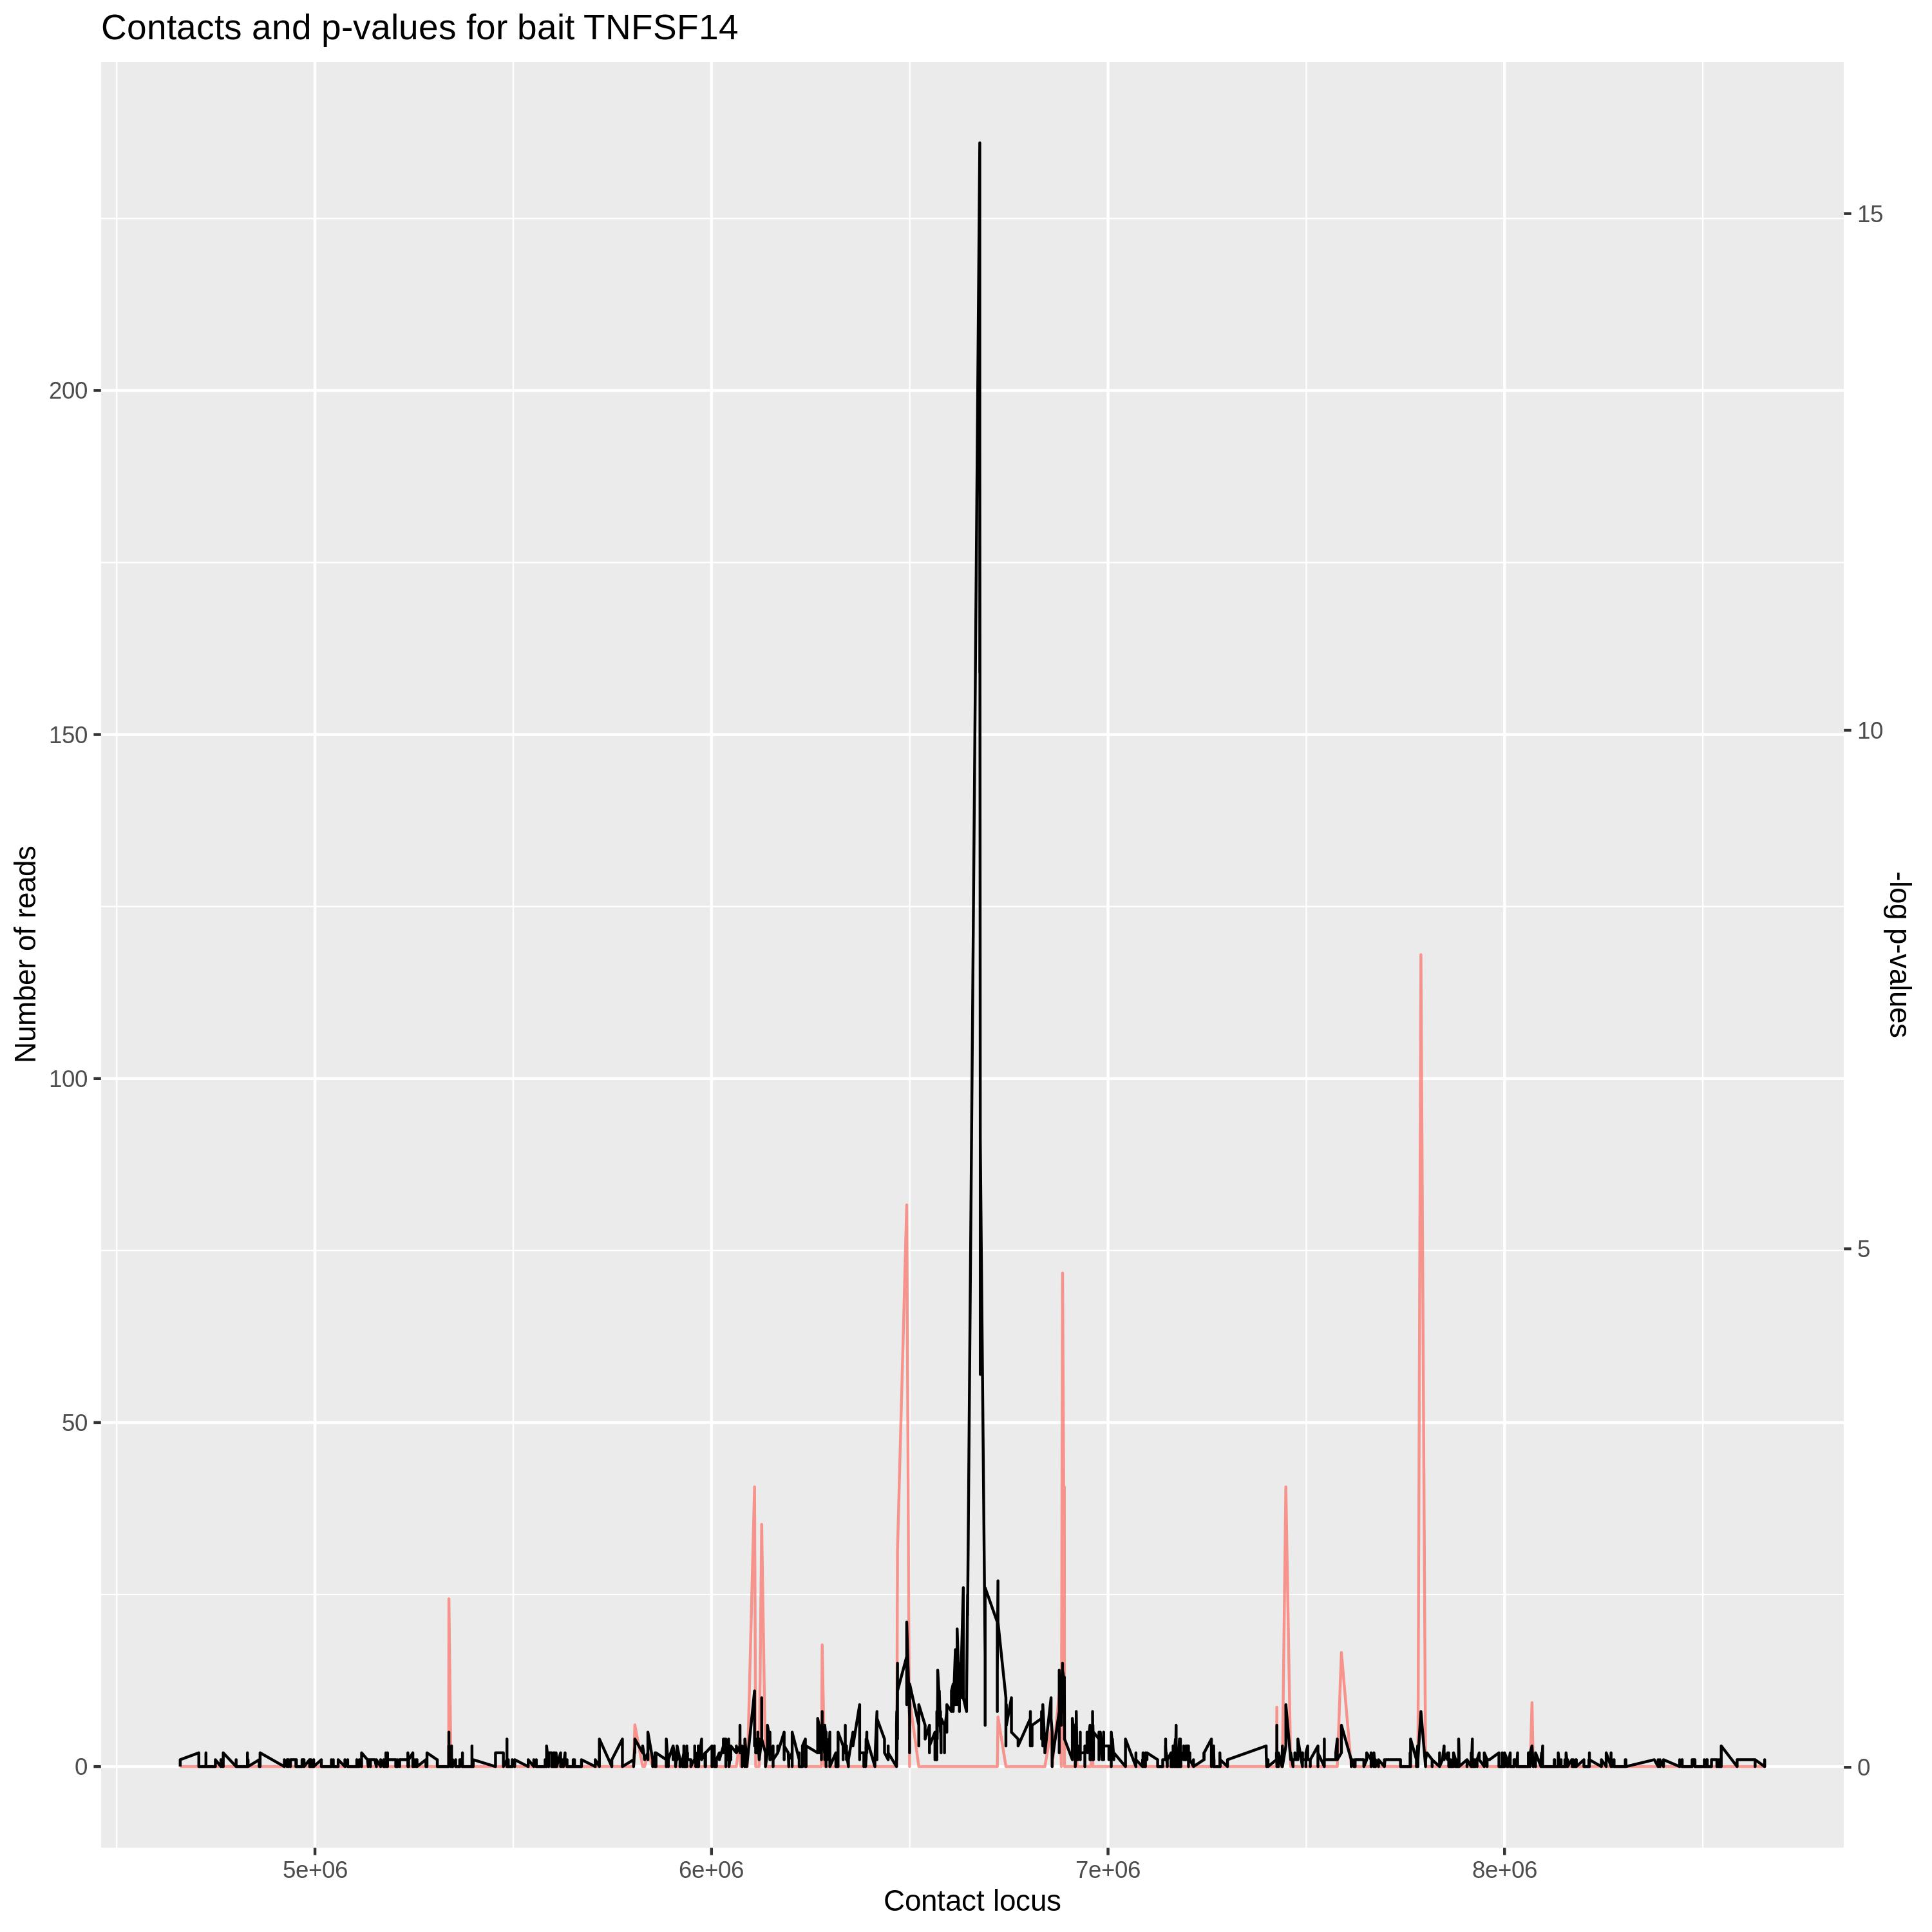 Contacts and p-values for bait TNFSF14
Number of reads
200
150
100
50
0
15
10
5
0
-log p-values
5e+06
6e+06
7e+06
8e+06
Contact locus